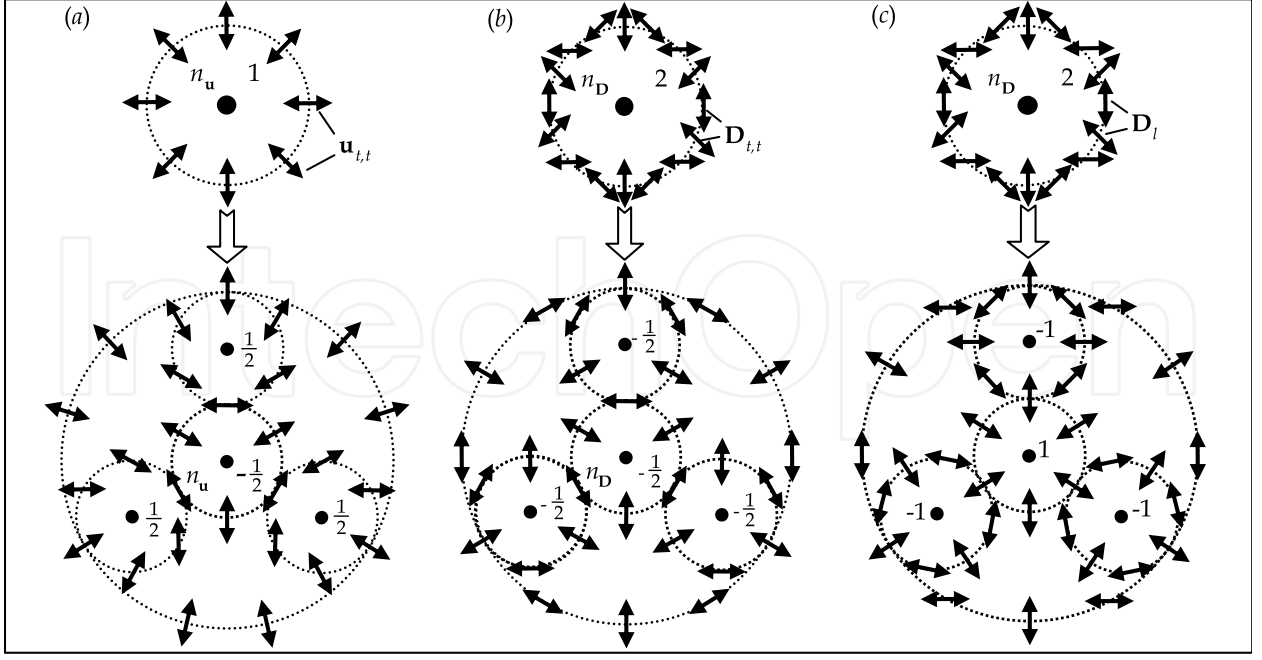 (a)
n_u 1
u_t,t
1/2
-1/2
n_u
1/2
1/2
(b)
n_D 2
D_t,t
-1/2
-1/2
n_D
-1/2
-1/2
(c)
n_D 2
D_l
-1
1
-1
-1
IntechOpen